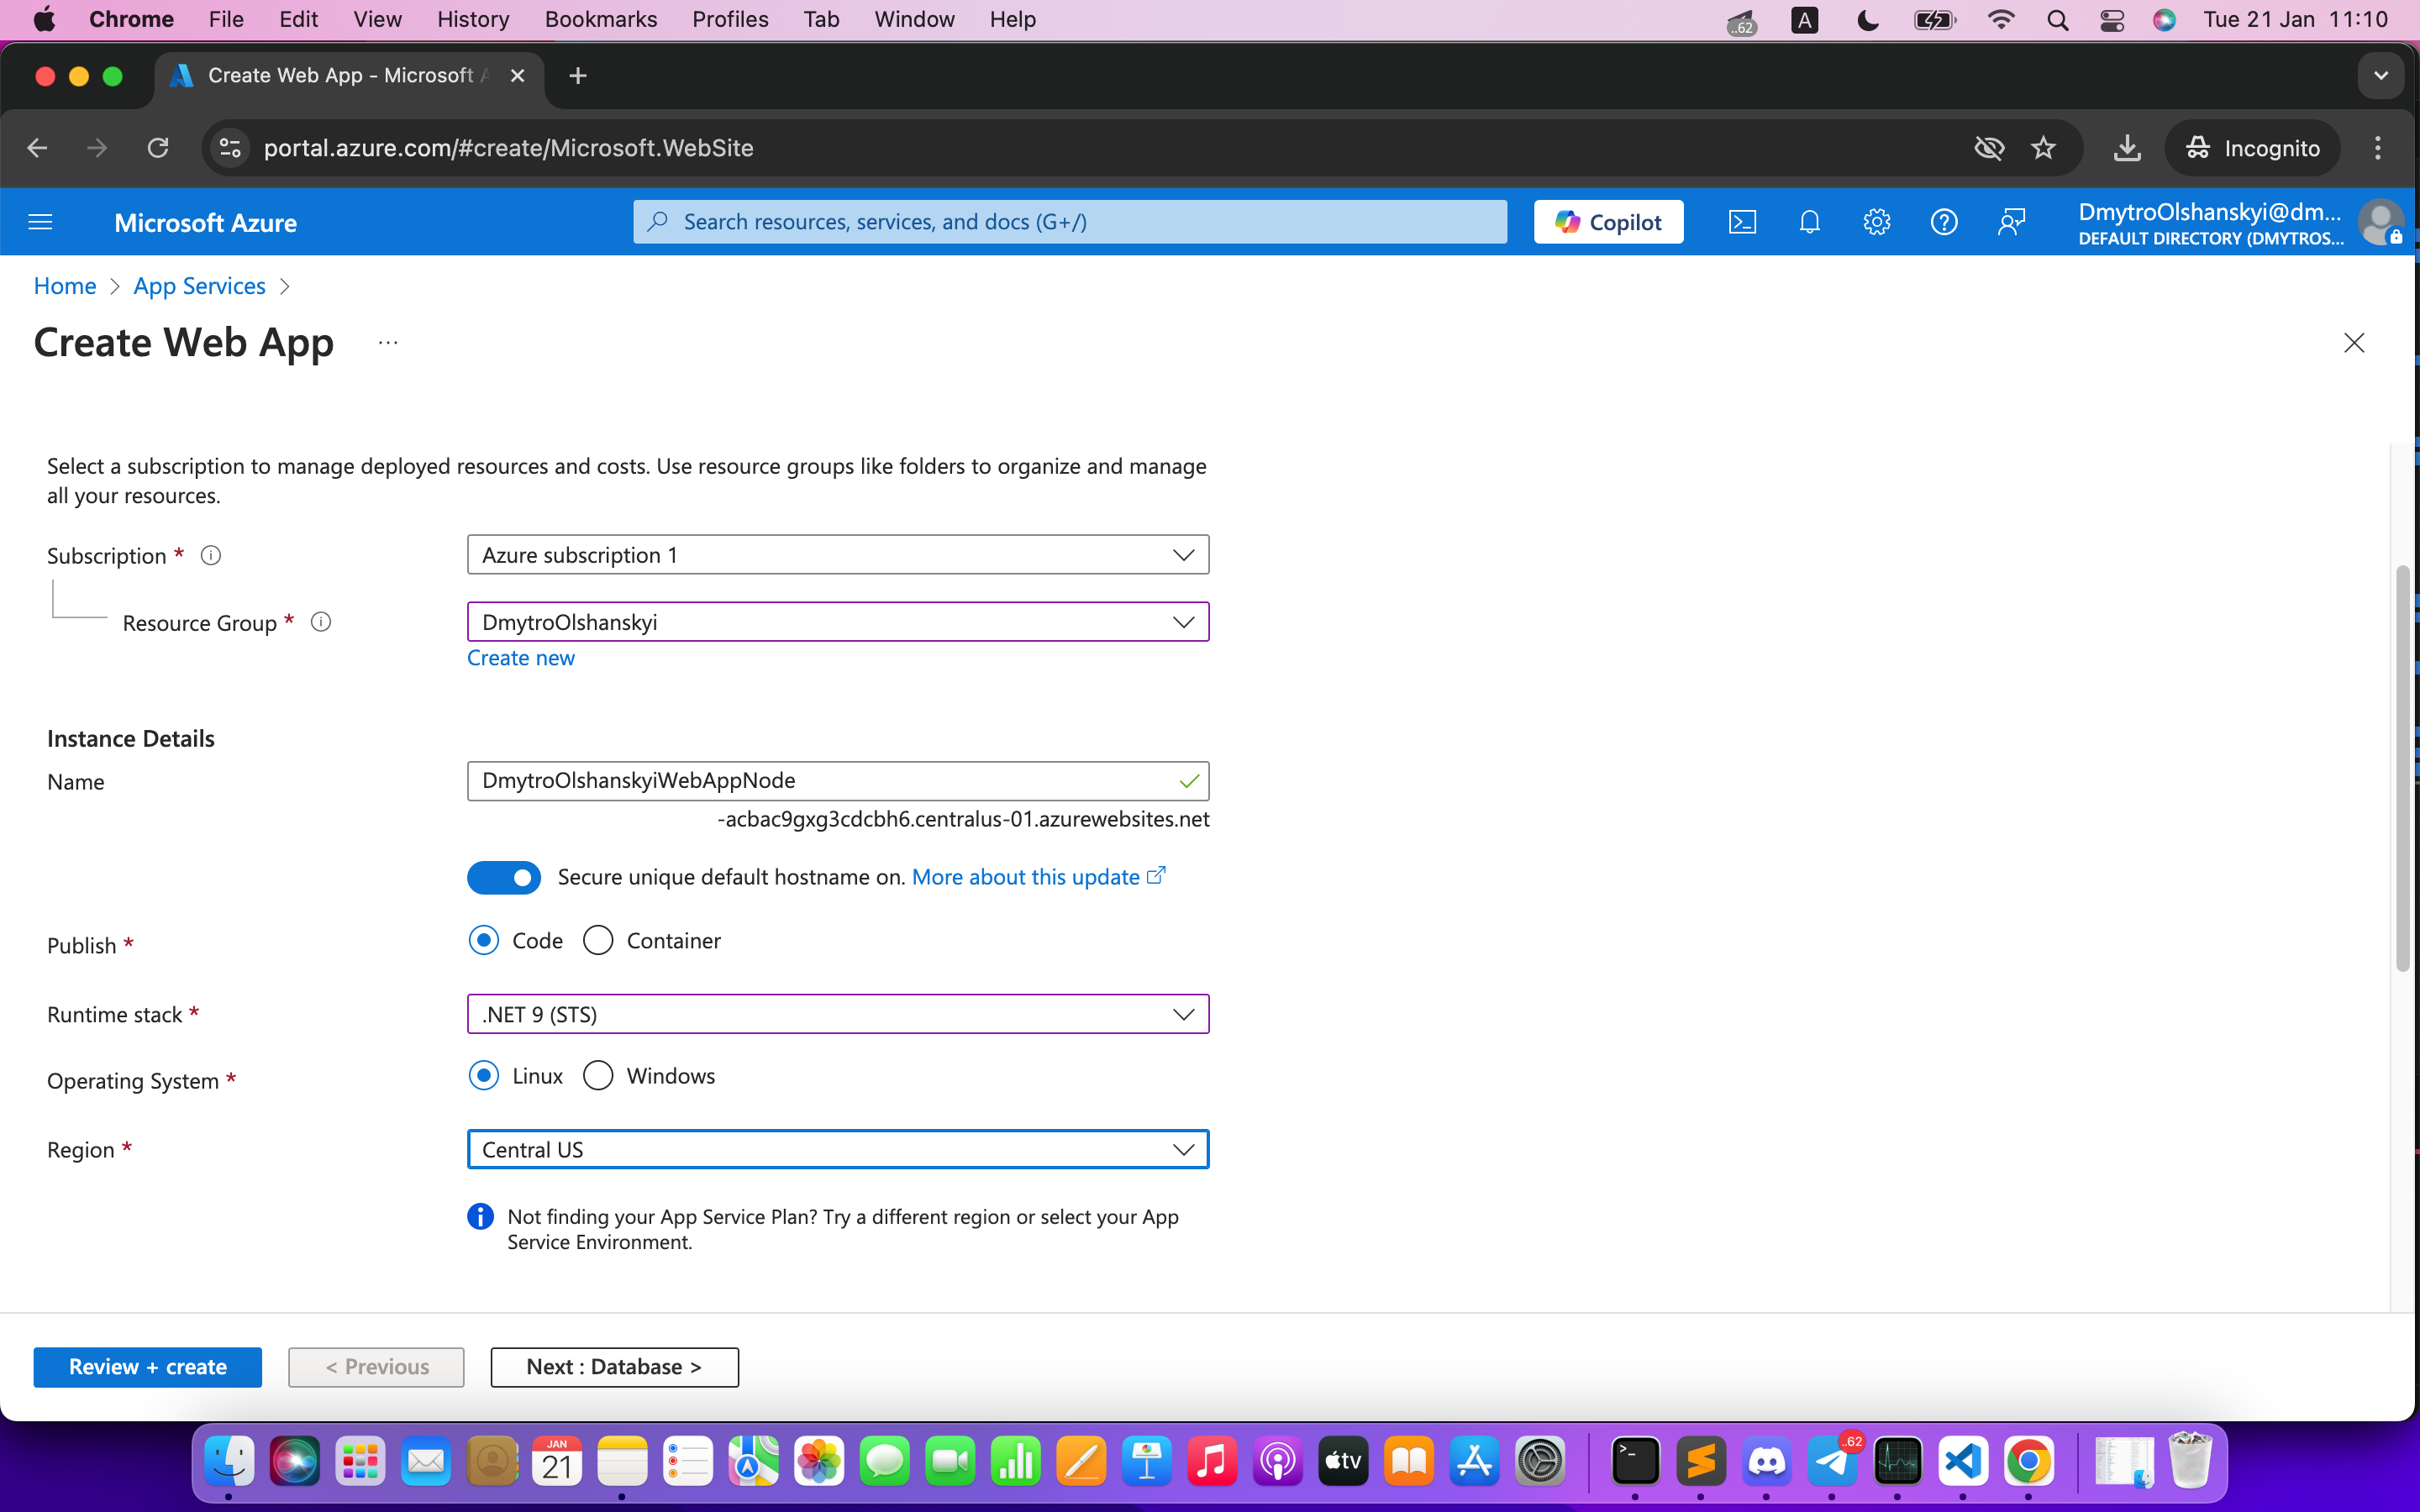 Chrome File Edit View History Bookmarks Profiles Tab Window Help ..62 A Tue 21 Jan 11:10
Create Web App - Microsoft A
portal.azure.com/#create/Microsoft.WebSite Incognito
Microsoft Azure Search resources, services, and docs (G+/) Copilot DmytroOlshanskyi@dm...
DEFAULT DIRECTORY (DMYTROS...
Home > App Services >
Create Web App ...
Select a subscription to manage deployed resources and costs. Use resource groups like folders to organize and manage
all your resources.
Subscription * Azure subscription 1
Resource Group * DmytroOlshanskyi
Create new
Instance Details
Name DmytroOlshanskyiWebAppNode
-acbac9gxg3cdcbh6.centralus-01.azurewebsites.net
Secure unique default hostname on. More about this update
Publish * Code Container
Runtime stack * .NET 9 (STS)
Operating System * Linux Windows
Region * Central US
Not finding your App Service Plan? Try a different region or select your App
Service Environment.
Review + create < Previous Next : Database >
JAN
21
tv
..62